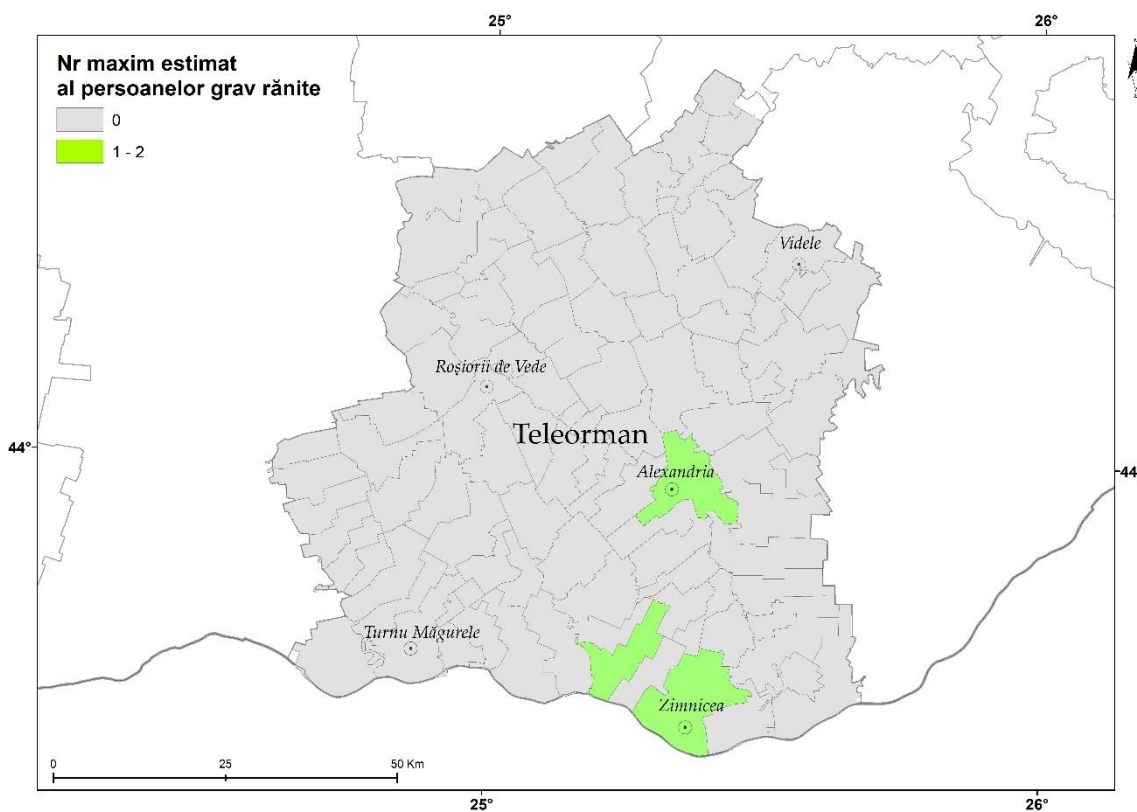 25°
26°
Nr maxim estimat
al persoanelor grav rănite
0
1 - 2
Videle
Roșiorii de Vede
Teleorman
44°
Alexandria
44
Turnu Măgurele
Zimnicea
0
25
50 Km
25°
26°